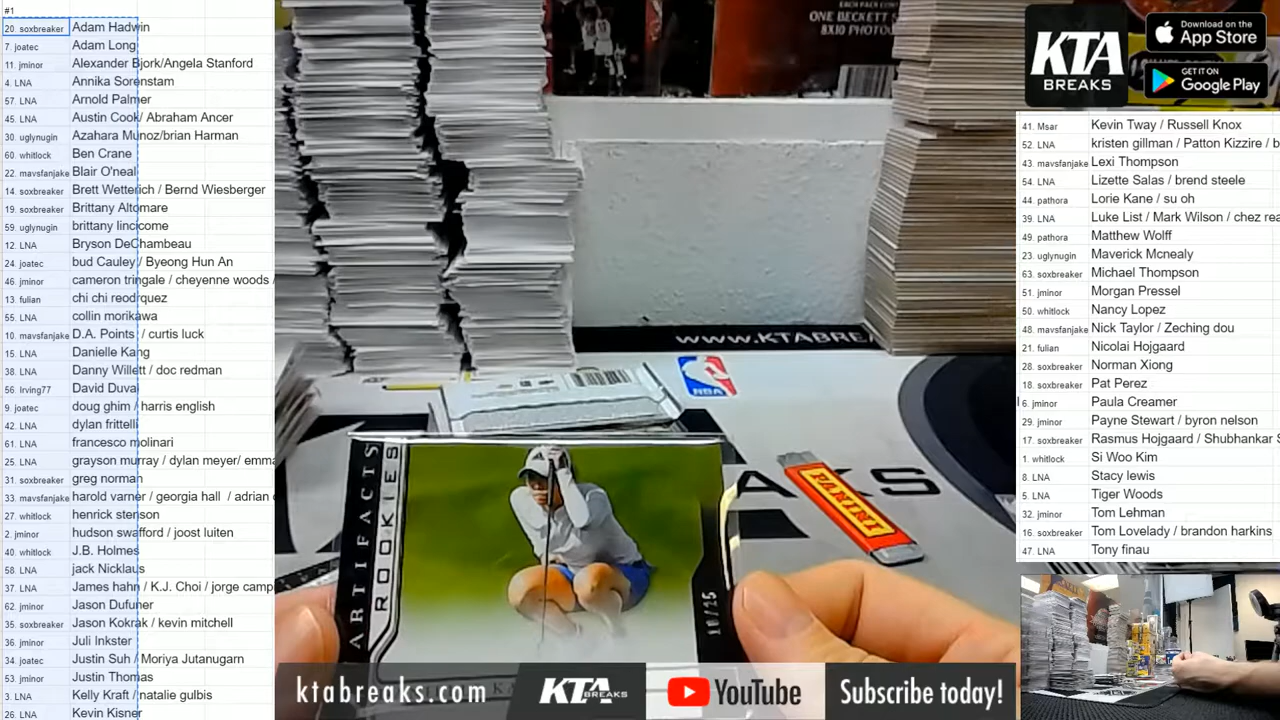 #1
20. soxbreaker Adam Hadwin
7. joatec Adam Long
11. jminor Alexander Bjork/Angela Stanford
4. LNA Annika Sorenstam
57. LNA Arnold Palmer
45. LNA Austin Cook/ Abraham Ancer
30. uglynugin Azahara Munoz/brian Harman
60. whitlock Ben Crane
22. mavsfanjake Blair O'neal
14. soxbreaker Brett Wetterich / Bernd Wiesberger
19. soxbreaker Brittany Altomare
59. uglynugin brittany lincicome
12. LNA Bryson DeChambeau
24. joatec bud Cauley / Byeong Hun An
46. jminor cameron tringale / cheyenne woods /
13. fulian chi chi reodrquez
55. LNA collin morikawa
10. mavsfanjake D.A. Points / curtis luck
15. LNA Danielle Kang
38. LNA Danny Willett / doc redman
56. irving77 David Duval
9. joatec doug ghim / harris english
42. LNA dylan frittelli
61. LNA francesco molinari
25. LNA grayson murray / dylan meyer/ emma
31. soxbreaker greg norman
33. mavsfanjake harold varner / georgia hall / adrian
27. whitlock henrick stenson
2. jminor hudson swafford / joost luiten
40. whitlock J.B. Holmes
58. LNA jack Nicklaus
37. LNA James hahn / K.J. Choi / jorge camp
62. jminor Jason Dufuner
35. soxbreaker Jason Kokrak / kevin mitchell
36. jminor Juli Inkster
34. joatec Justin Suh / Moriya Jutanugarn
53. jminor Justin Thomas
3. LNA Kelly Kraft / natalie gulbis
26. LNA Kevin Kisner
ONE BECKETT
8X10 PHOTO
WWW.KTABRE
NBA
AKS
PANINI
ARTIFACTS
ROOKIES
10/25
ktabreaks.com
KTA BREAKS
YouTube
Subscribe today!
KTA
BREAKS
Download on the
App Store
GET IT ON
Google Play
41. Msar Kevin Tway / Russell Knox
52. LNA kristen gillman / Patton Kizzire / b
43. mavsfanjake Lexi Thompson
54. LNA Lizette Salas / brend steele
44. pathora Lorie Kane / su oh
39. LNA Luke List / Mark Wilson / chez rea
49. pathora Matthew Wolff
23. uglynugin Maverick Mcnealy
63. soxbreaker Michael Thompson
51. jminor Morgan Pressel
50. whitlock Nancy Lopez
48. mavsfanjake Nick Taylor / Zeching dou
21. fulian Nicolai Hojgaard
28. soxbreaker Norman Xiong
18. soxbreaker Pat Perez
6. jminor Paula Creamer
29. jminor Payne Stewart / byron nelson
17. soxbreaker Rasmus Hojgaard / Shubhankar S
1. whitlock Si Woo Kim
8. LNA Stacy lewis
5. LNA Tiger Woods
32. jminor Tom Lehman
16. soxbreaker Tom Lovelady / brandon harkins
47. LNA Tony finau